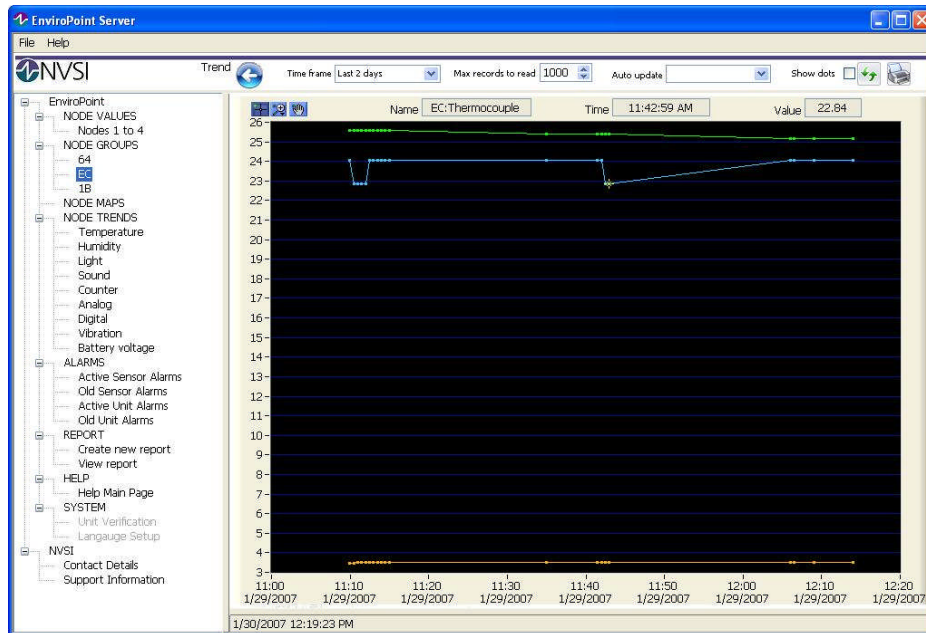 EnviroPoint Server
File Help
NVSI
Trend
Time frame Last 2 days
Max records to read 1000
Auto update
Show dots
EnviroPoint
NODE VALUES
Nodes 1 to 4
NODE GROUPS
64
EC
1B
NODE MAPS
NODE TRENDS
Temperature
Humidity
Light
Sound
Counter
Analog
Digital
Vibration
Battery voltage
ALARMS
Active Sensor Alarms
Old Sensor Alarms
Active Unit Alarms
Old Unit Alarms
REPORT
Create new report
View report
HELP
Help Main Page
SYSTEM
Unit Verification
Langauge Setup
NVSI
Contact Details
Support Information
Name EC:Thermocouple Time 11:42:59 AM Value 22.84
26
25
24
23
22
21
20
19
18
17
16
15
14
13
12
11
10
9
8
7
6
5
4
3
11:00 11:10 11:20 11:30 11:40 11:50 12:00 12:10 12:20
1/29/2007 1/29/2007 1/29/2007 1/29/2007 1/29/2007 1/29/2007 1/29/2007 1/29/2007 1/29/2007
1/30/2007 12:19:23 PM